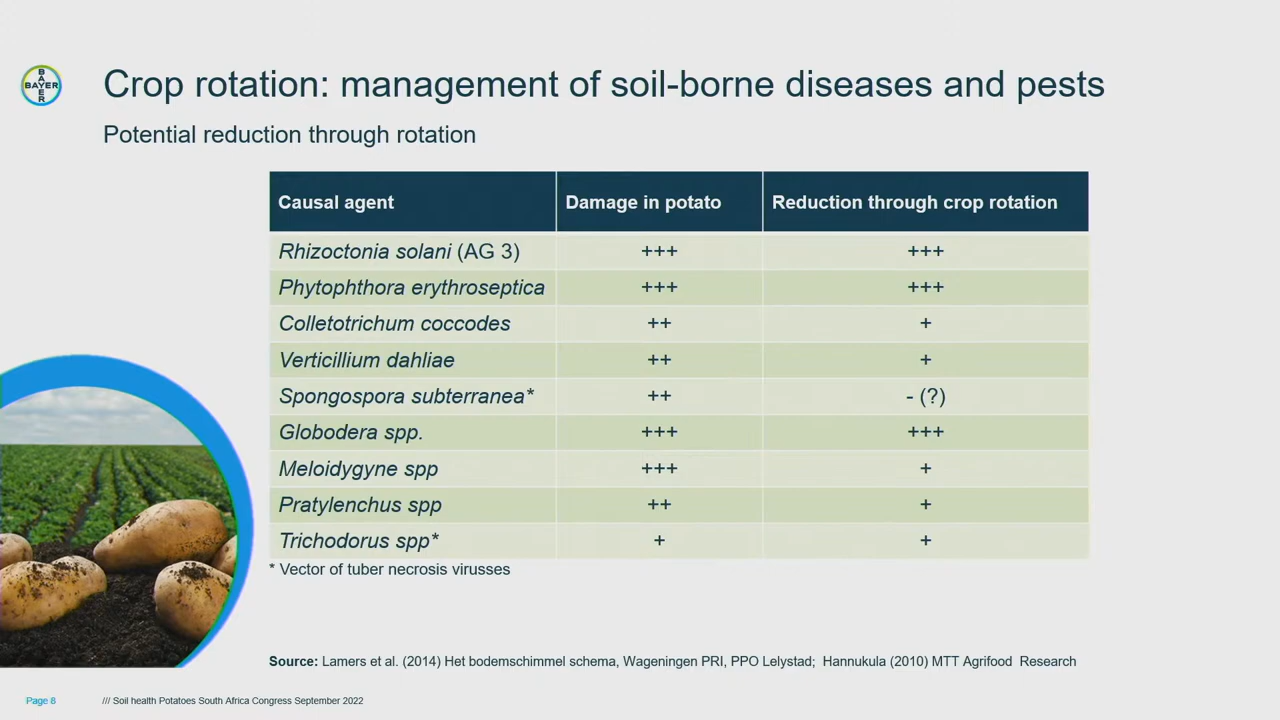 BAYER
BAYER
Crop rotation: management of soil-borne diseases and pests
Potential reduction through rotation
Causal agent Damage in potato Reduction through crop rotation
Rhizoctonia solani (AG 3) +++ +++
Phytophthora erythroseptica +++ +++
Colletotrichum coccodes ++ +
Verticillium dahliae ++ +
Spongospora subterranea* ++ - (?)
Globodera spp. +++ +++
Meloidygyne spp +++ +
Pratylenchus spp ++ +
Trichodorus spp* + +
* Vector of tuber necrosis virusses
Source: Lamers et al. (2014) Het bodemschimmel schema, Wageningen PRI, PPO Lelystad; Hannukula (2010) MTT Agrifood Research
Page 8 /// Soil health Potatoes South Africa Congress September 2022